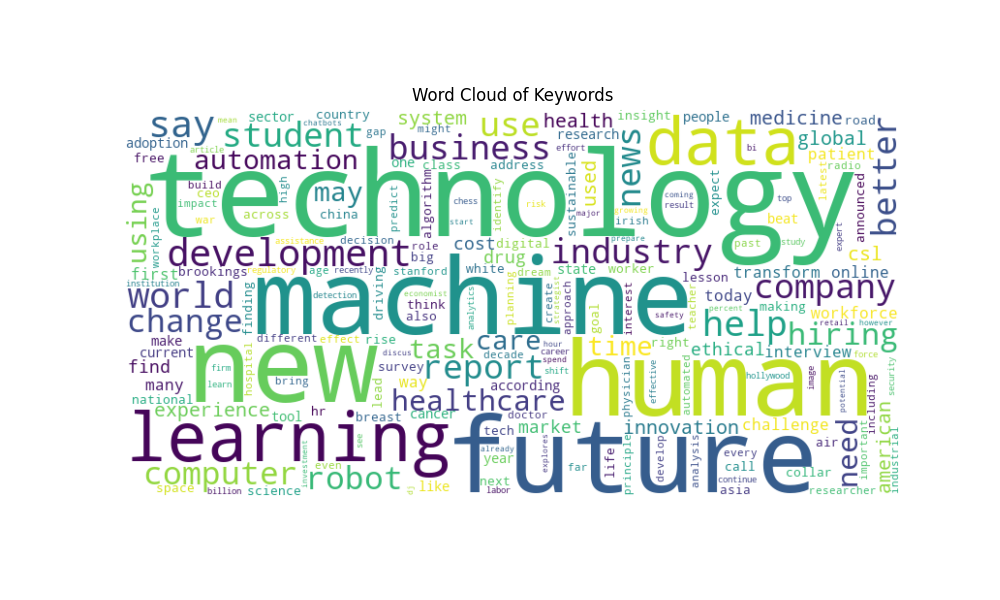 Word Cloud of Keywords
say sector country system use health insight people medicine road
mean chatbots might research effort bi global
adoption student gap business news data patient better
free article automation one class address used expect radio latest
technology
using build ceo high may predict algorithm chess identify sustainable irish coming result top beat announced
impact war across china start risk major growing expert
workplace assistance decision role cost digital prepare past study csl
development big drug industry
first brookings regulatory age recently stanford white dream state worker lesson transform online
institution think economist planning create approach interest teacher today percent company
world finding detection driving also analytics strategist goal safety making workforce
machine
change help retail however hiring
make different effect rise task care hour time right ethical interview force
current survey discus decade career
find firm hospital bring way report spend shift physician effective automated hollywood image potential security
many learn lead according
new human
national hr healthcare doctor including
experience tool breast cancer tech market innovation challenge
learning future
computer see already explores life principle develop analysis every air need important american industrial
even investment year far call collar
space science robot like next continue asia
billion dj labor researcher